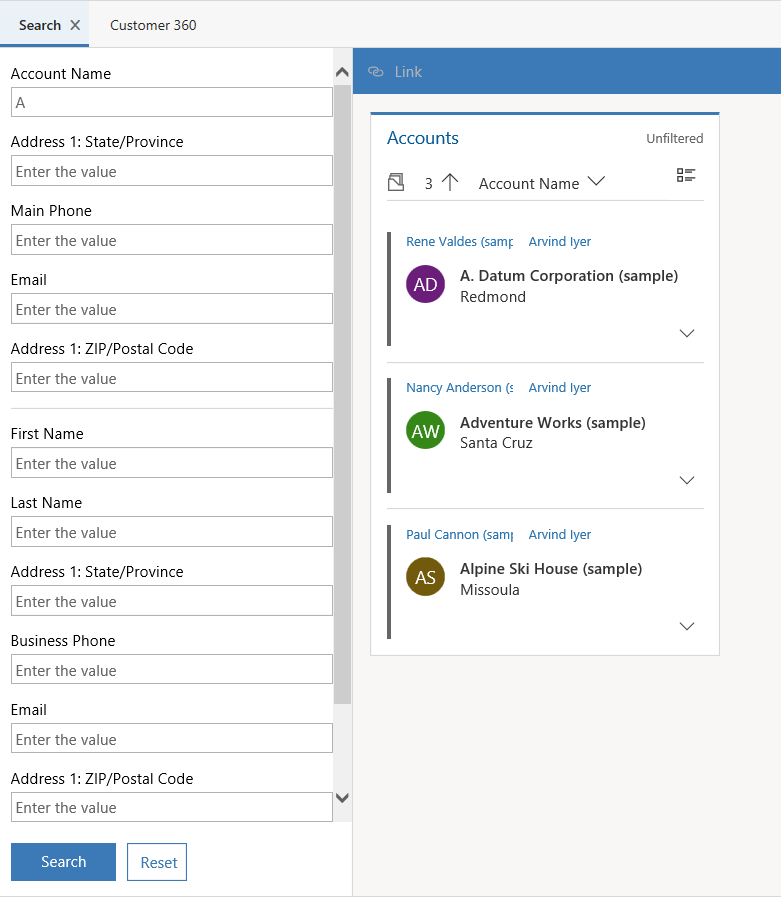 Search
Customer 360
Account Name
A
Address 1: State/Province
Enter the value
Main Phone
Enter the value
Email
Enter the value
Address 1: ZIP/Postal Code
Enter the value
First Name
Enter the value
Last Name
Enter the value
Address 1: State/Province
Enter the value
Business Phone
Enter the value
Email
Enter the value
Address 1: ZIP/Postal Code
Enter the value
Search Reset
Link
Accounts Unfiltered
3 Account Name
Rene Valdes (samp Arvind Iyer
AD
A. Datum Corporation (sample)
Redmond
Nancy Anderson (s Arvind Iyer
AW
Adventure Works (sample)
Santa Cruz
Paul Cannon (samp Arvind Iyer
AS
Alpine Ski House (sample)
Missoula